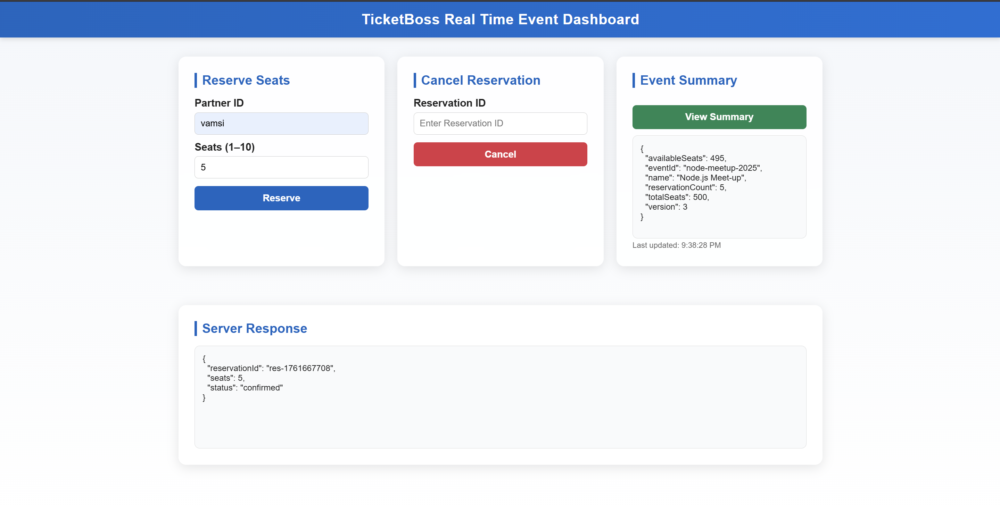 TicketBoss Real Time Event Dashboard
Reserve Seats
Partner ID
vamsi
Seats (1–10)
5
Reserve
Cancel Reservation
Reservation ID
Enter Reservation ID
Cancel
Event Summary
View Summary
{
"availableSeats": 495,
"eventId": "node-meetup-2025",
"name": "Node.js Meet-up",
"reservationCount": 5,
"totalSeats": 500,
"version": 3
}
Last updated: 9:38:28 PM
Server Response
{
"reservationId": "res-1761667708",
"seats": 5,
"status": "confirmed"
}